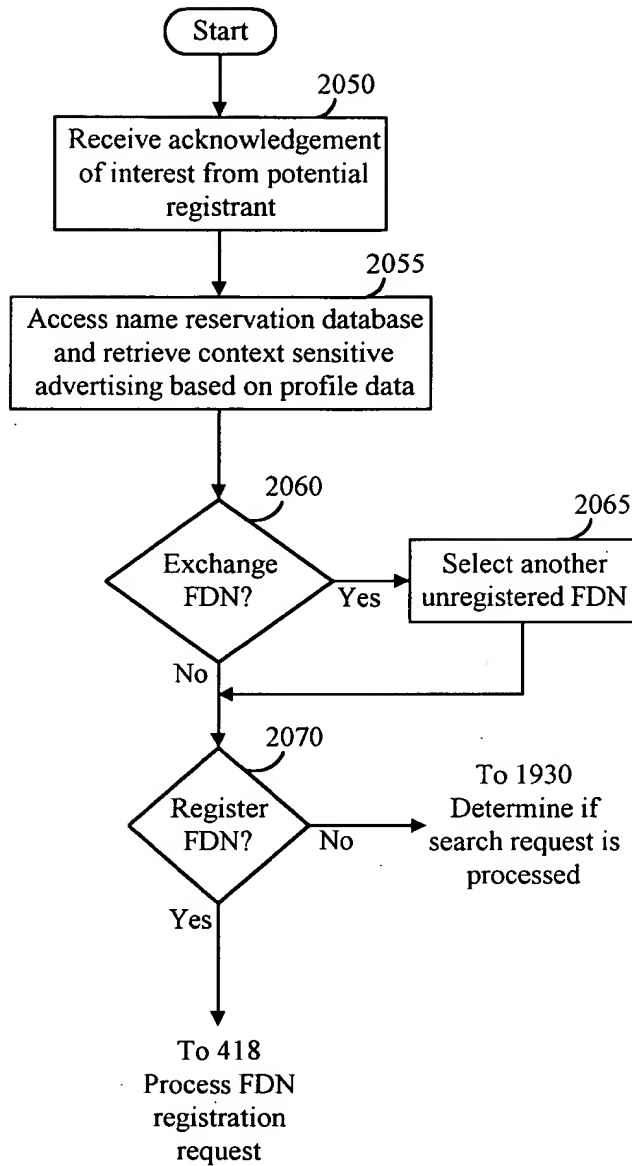 Start
2050
Receive acknowledgement
of interest from potential
registrant
2055
Access name reservation database
and retrieve context sensitive
advertising based on profile data
2060
Exchange
FDN?
Yes
2065
Select another
unregistered FDN
No
2070
Register
FDN?
No
To 1930
Determine if
search request is
processed
Yes
To 418
Process FDN
registration
request